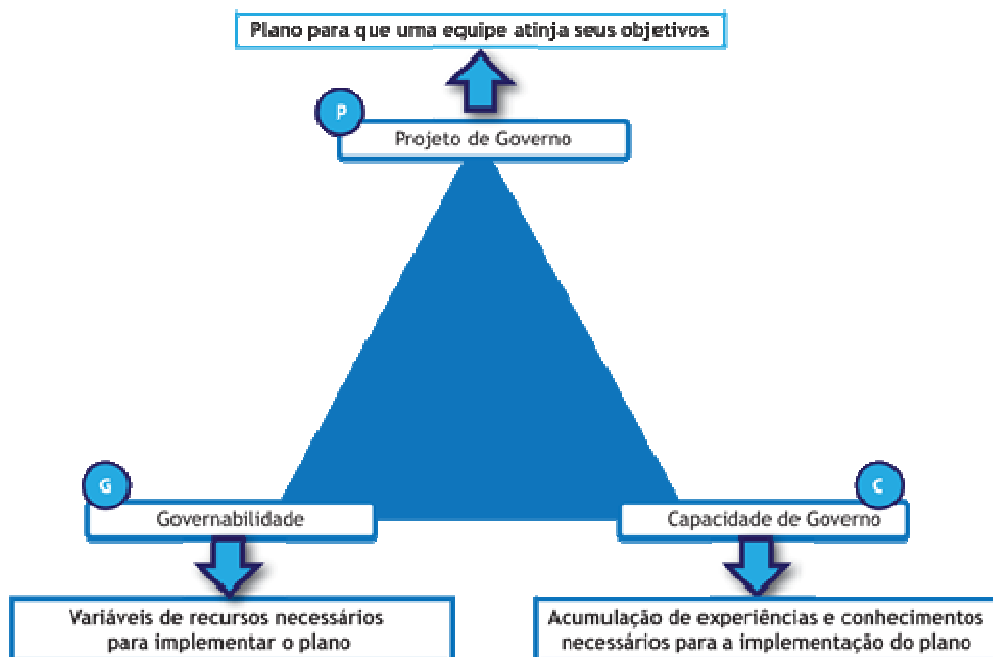 Plano para que uma equipe atinja seus objetivos
P
Projeto de Governo
G
Governabilidade
C
Capacidade de Governo
Variáveis de recursos necessários
para implementar o plano
Acumulação de experiências e conhecimentos
necessários para a implementação do plano